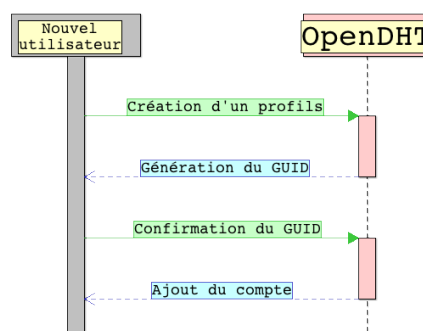 Nouvel
utilisateur
OpenDHT
Création d'un profils
Génération du GUID
Confirmation du GUID
Ajout du compte